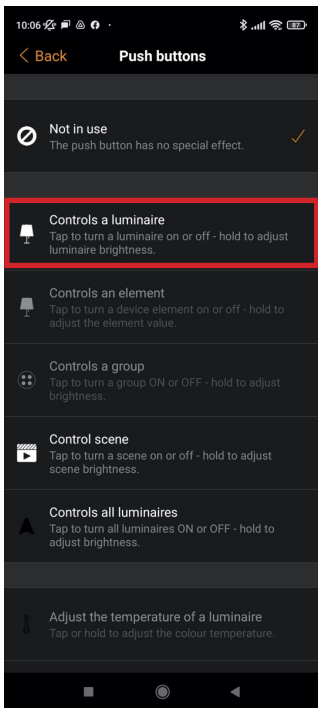 10:06
87
< Back Push buttons
Not in use
The push button has no special effect.
Controls a luminaire
Tap to turn a luminaire on or off - hold to adjust
luminaire brightness.
Controls an element
Tap to turn a device element on or off - hold to
adjust the element value.
Controls a group
Tap to turn a group ON or OFF - hold to adjust
brightness.
Control scene
Tap to turn a scene on or off - hold to adjust
scene brightness.
Controls all luminaires
Tap to turn all luminaires ON or OFF - hold to
adjust brightness.
Adjust the temperature of a luminaire
Tap or hold to adjust the colour temperature.